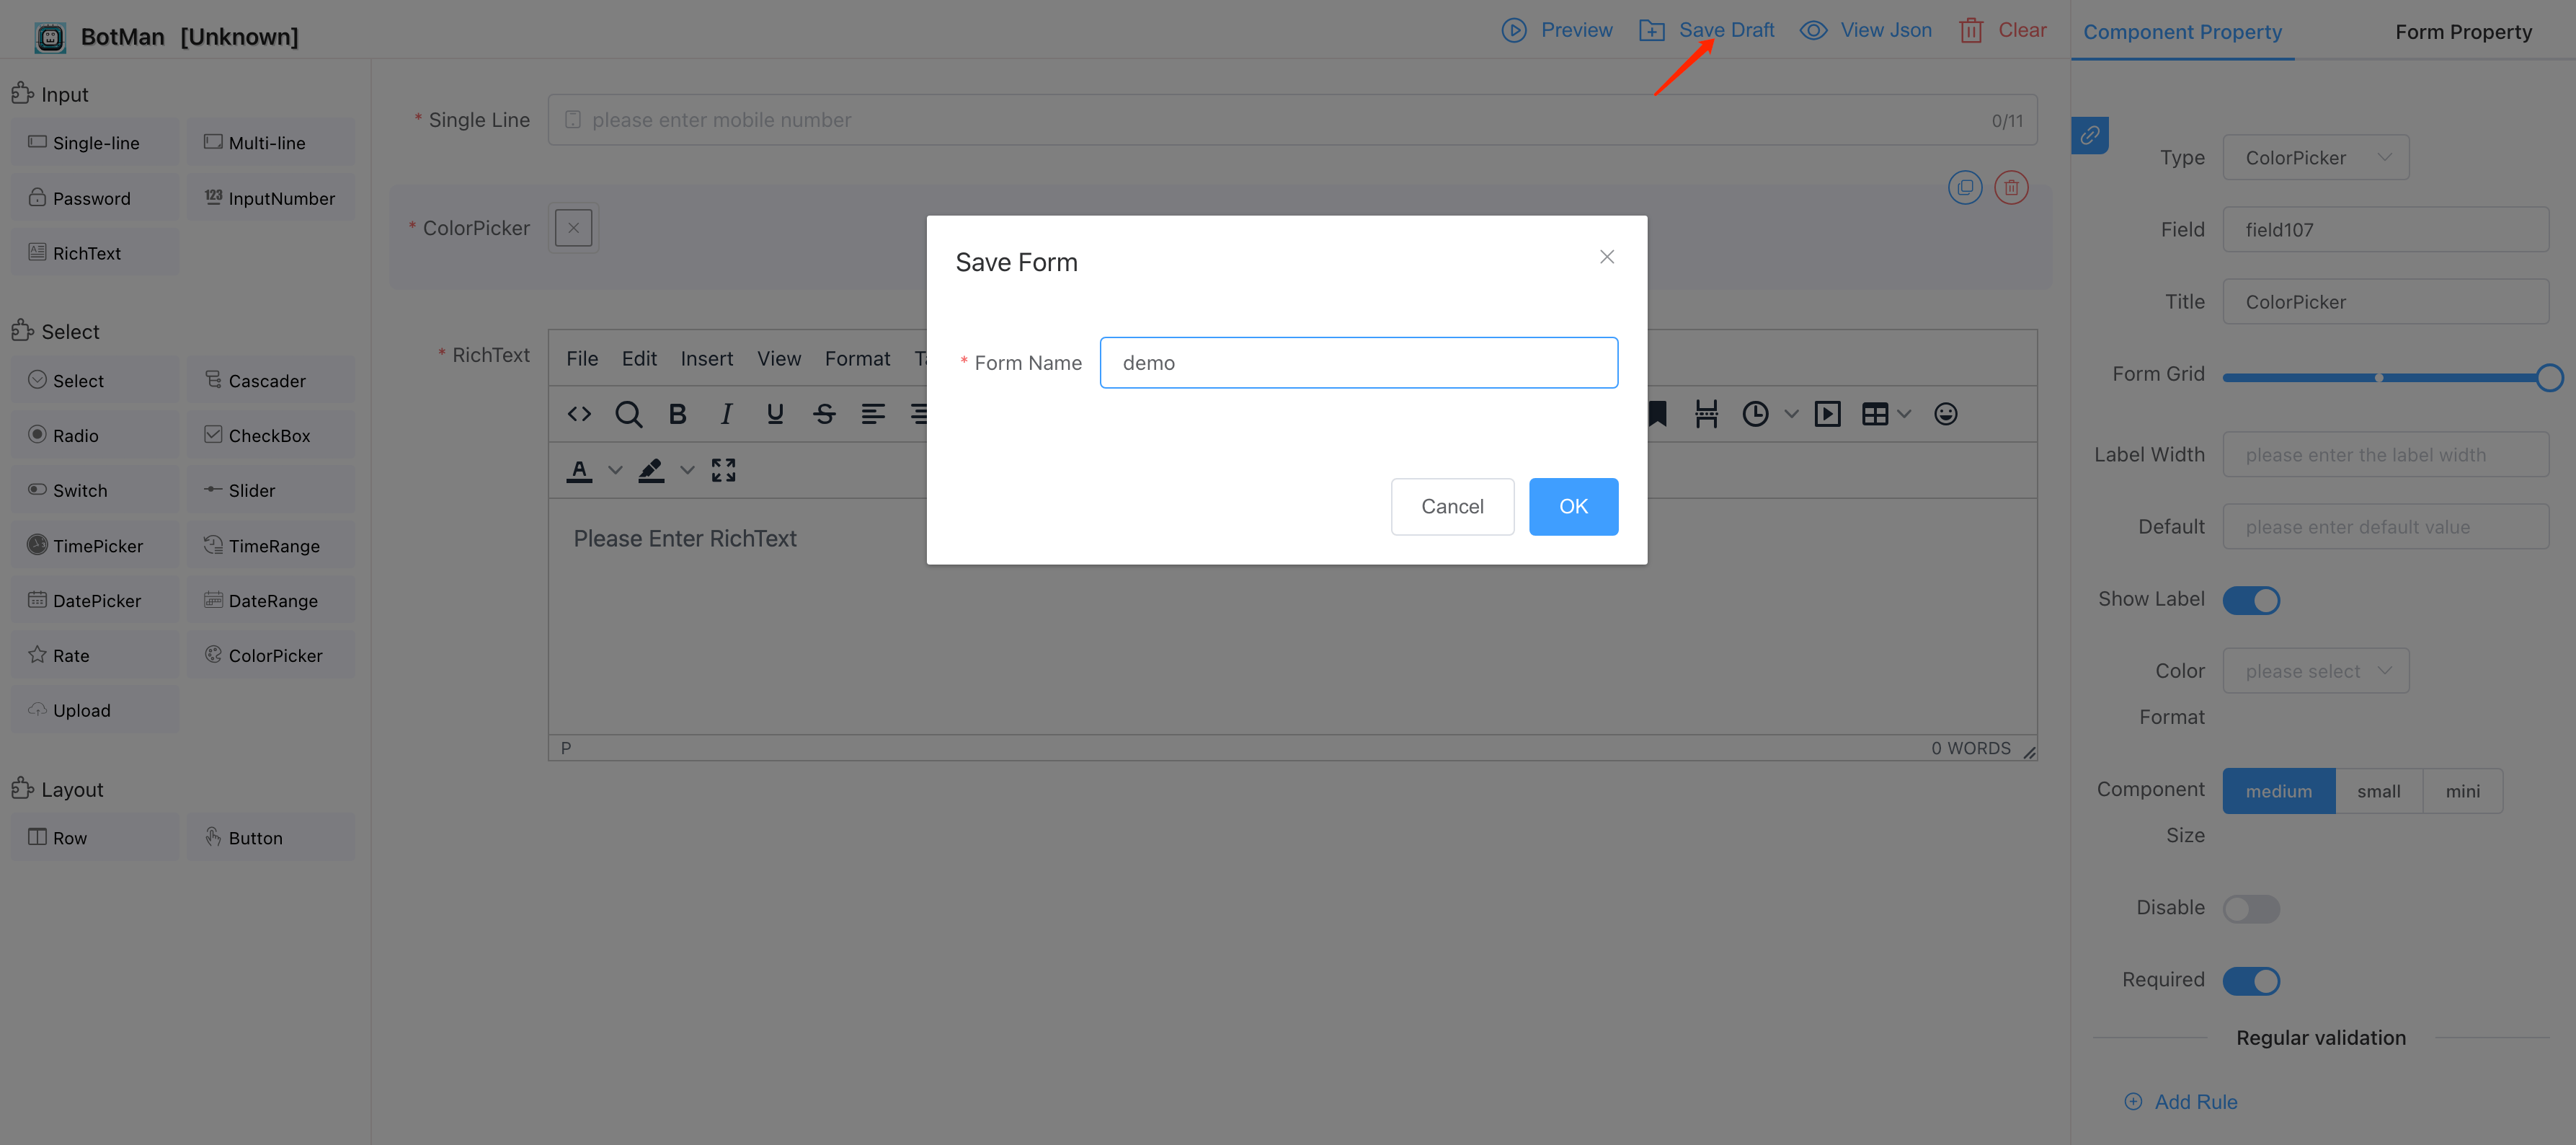 BotMan [Unknown]
Preview Save Draft View Json Clear
Component Property Form Property
Input
Single-line Multi-line
Password 123 InputNumber
RichText
Select
Select Cascader
Radio CheckBox
Switch Slider
TimePicker TimeRange
DatePicker DateRange
Rate ColorPicker
Upload
Layout
Row Button
* Single Line please enter mobile number 0/11
* ColorPicker
* RichText
File Edit Insert View Format
B I U S
A
Please Enter RichText
P 0 WORDS
Save Form
* Form Name demo
Cancel OK
Type ColorPicker
Field field107
Title ColorPicker
Form Grid
Label Width please enter the label width
Default please enter default value
Show Label
Color please select
Format
Component medium small mini
Size
Disable
Required
Regular validation
Add Rule